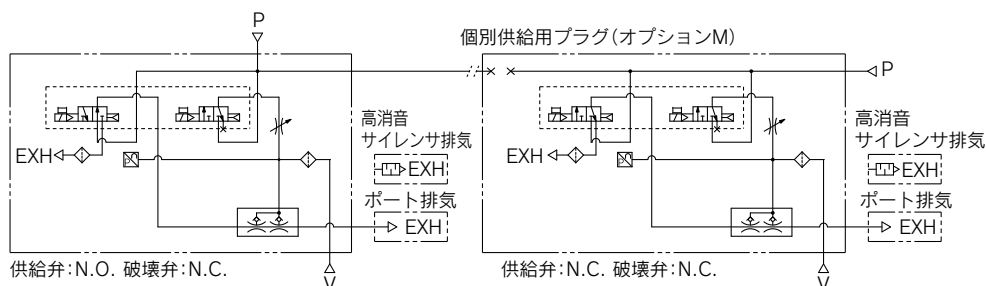 P
個別供給用プラグ(オプションM)
P
EXH
高消音
サイレンサ排気
EXH
ポート排気
EXH
供給弁:N.O. 破壊弁:N.C.
V
EXH
高消音
サイレンサ排気
EXH
ポート排気
EXH
供給弁:N.C. 破壊弁:N.C.
V